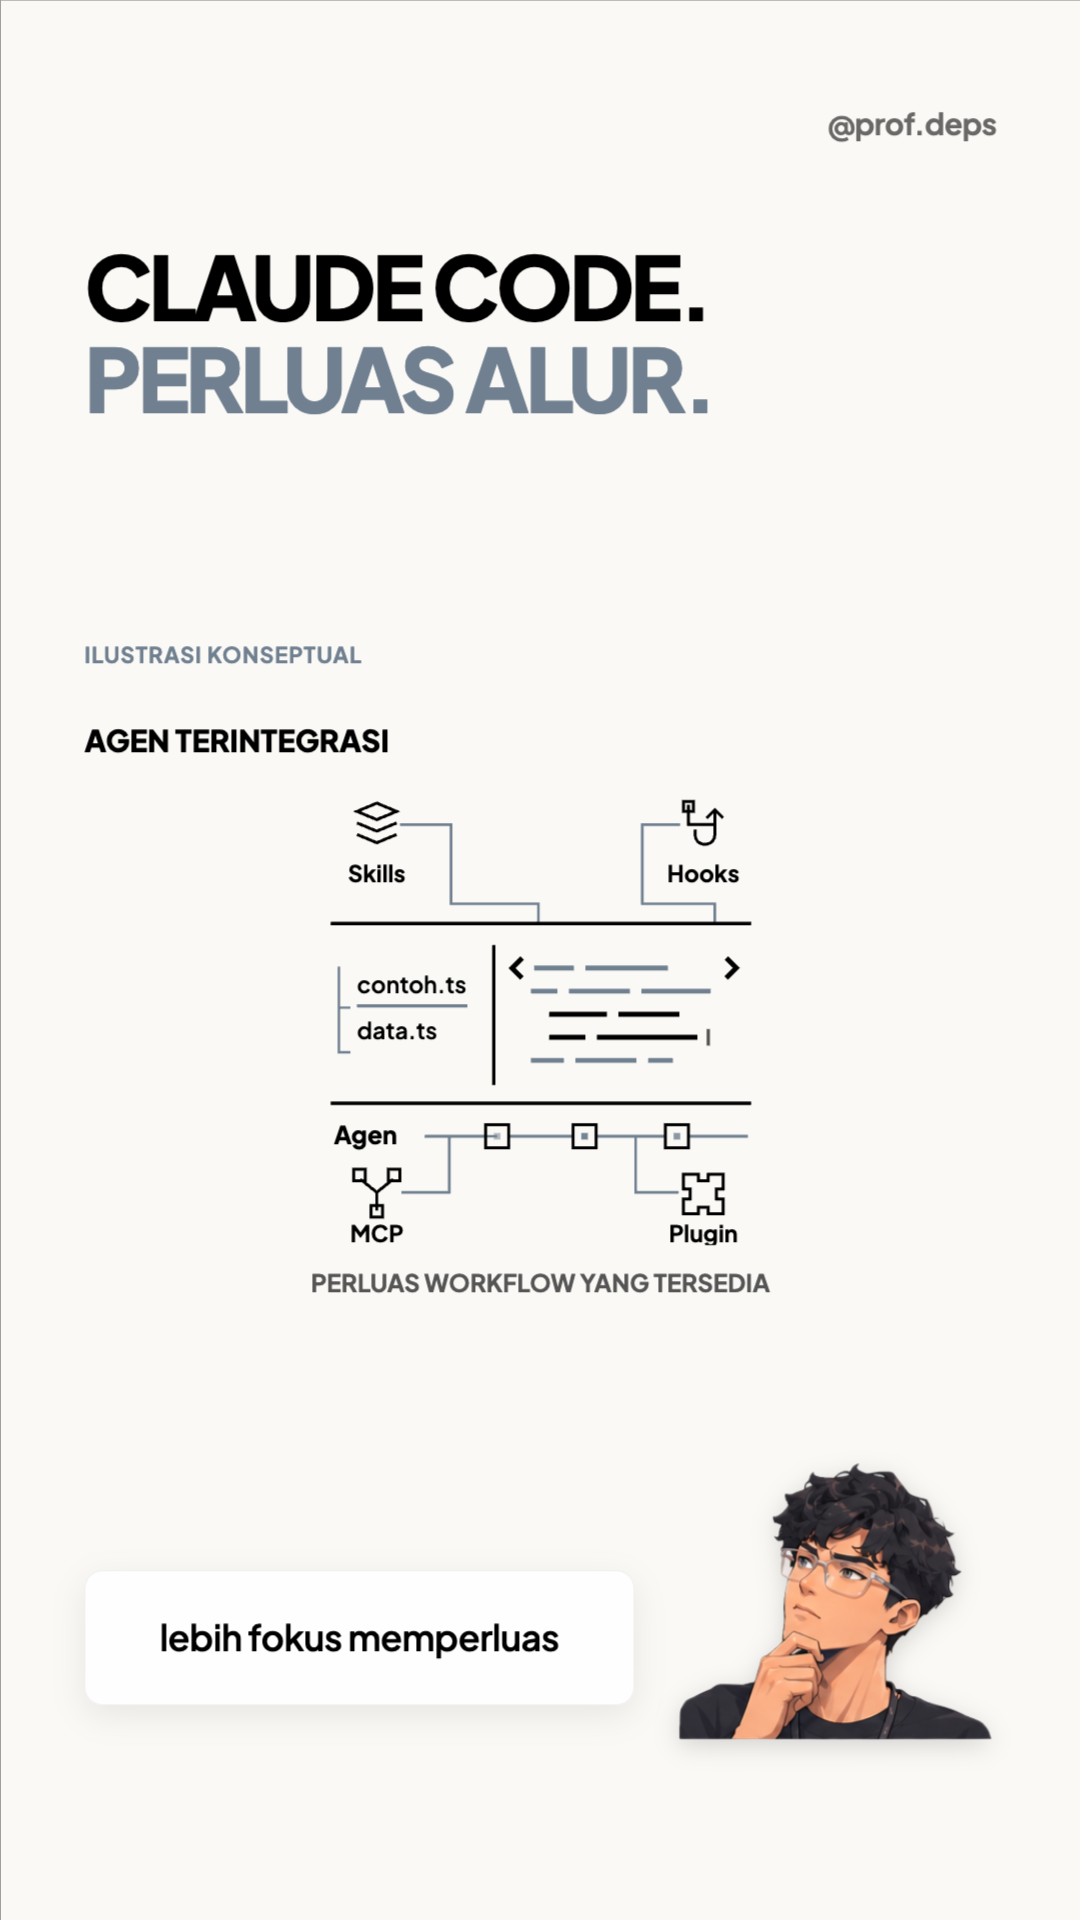 @prof.deps
CLAUDE CODE.
PERLUAS ALUR.
ILUSTRASI KONSEPTUAL
AGEN TERINTEGRASI
Skills
Hooks
contoh.ts
data.ts
Agen
MCP
Plugin
PERLUAS WORKFLOW YANG TERSEDIA
lebih fokus memperluas